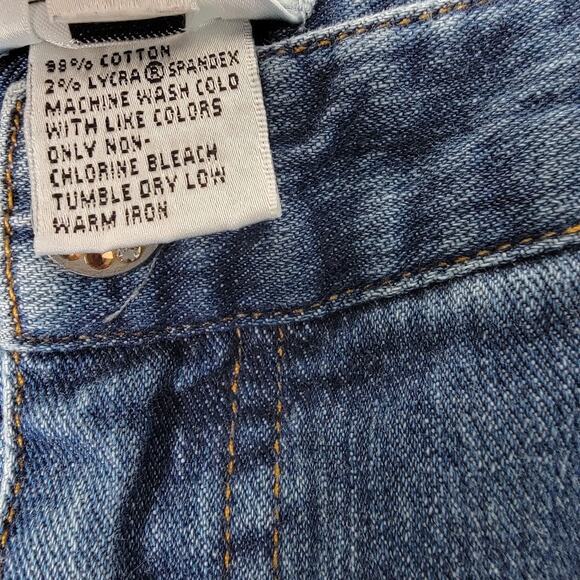 99% COTTON
2% LYCRA® SPANDEX
MACHINE WASH COLD
WITH LIKE COLORS
ONLY NON-
CHLORINE BLEACH
TUMBLE DRY LOW
WARM IRON